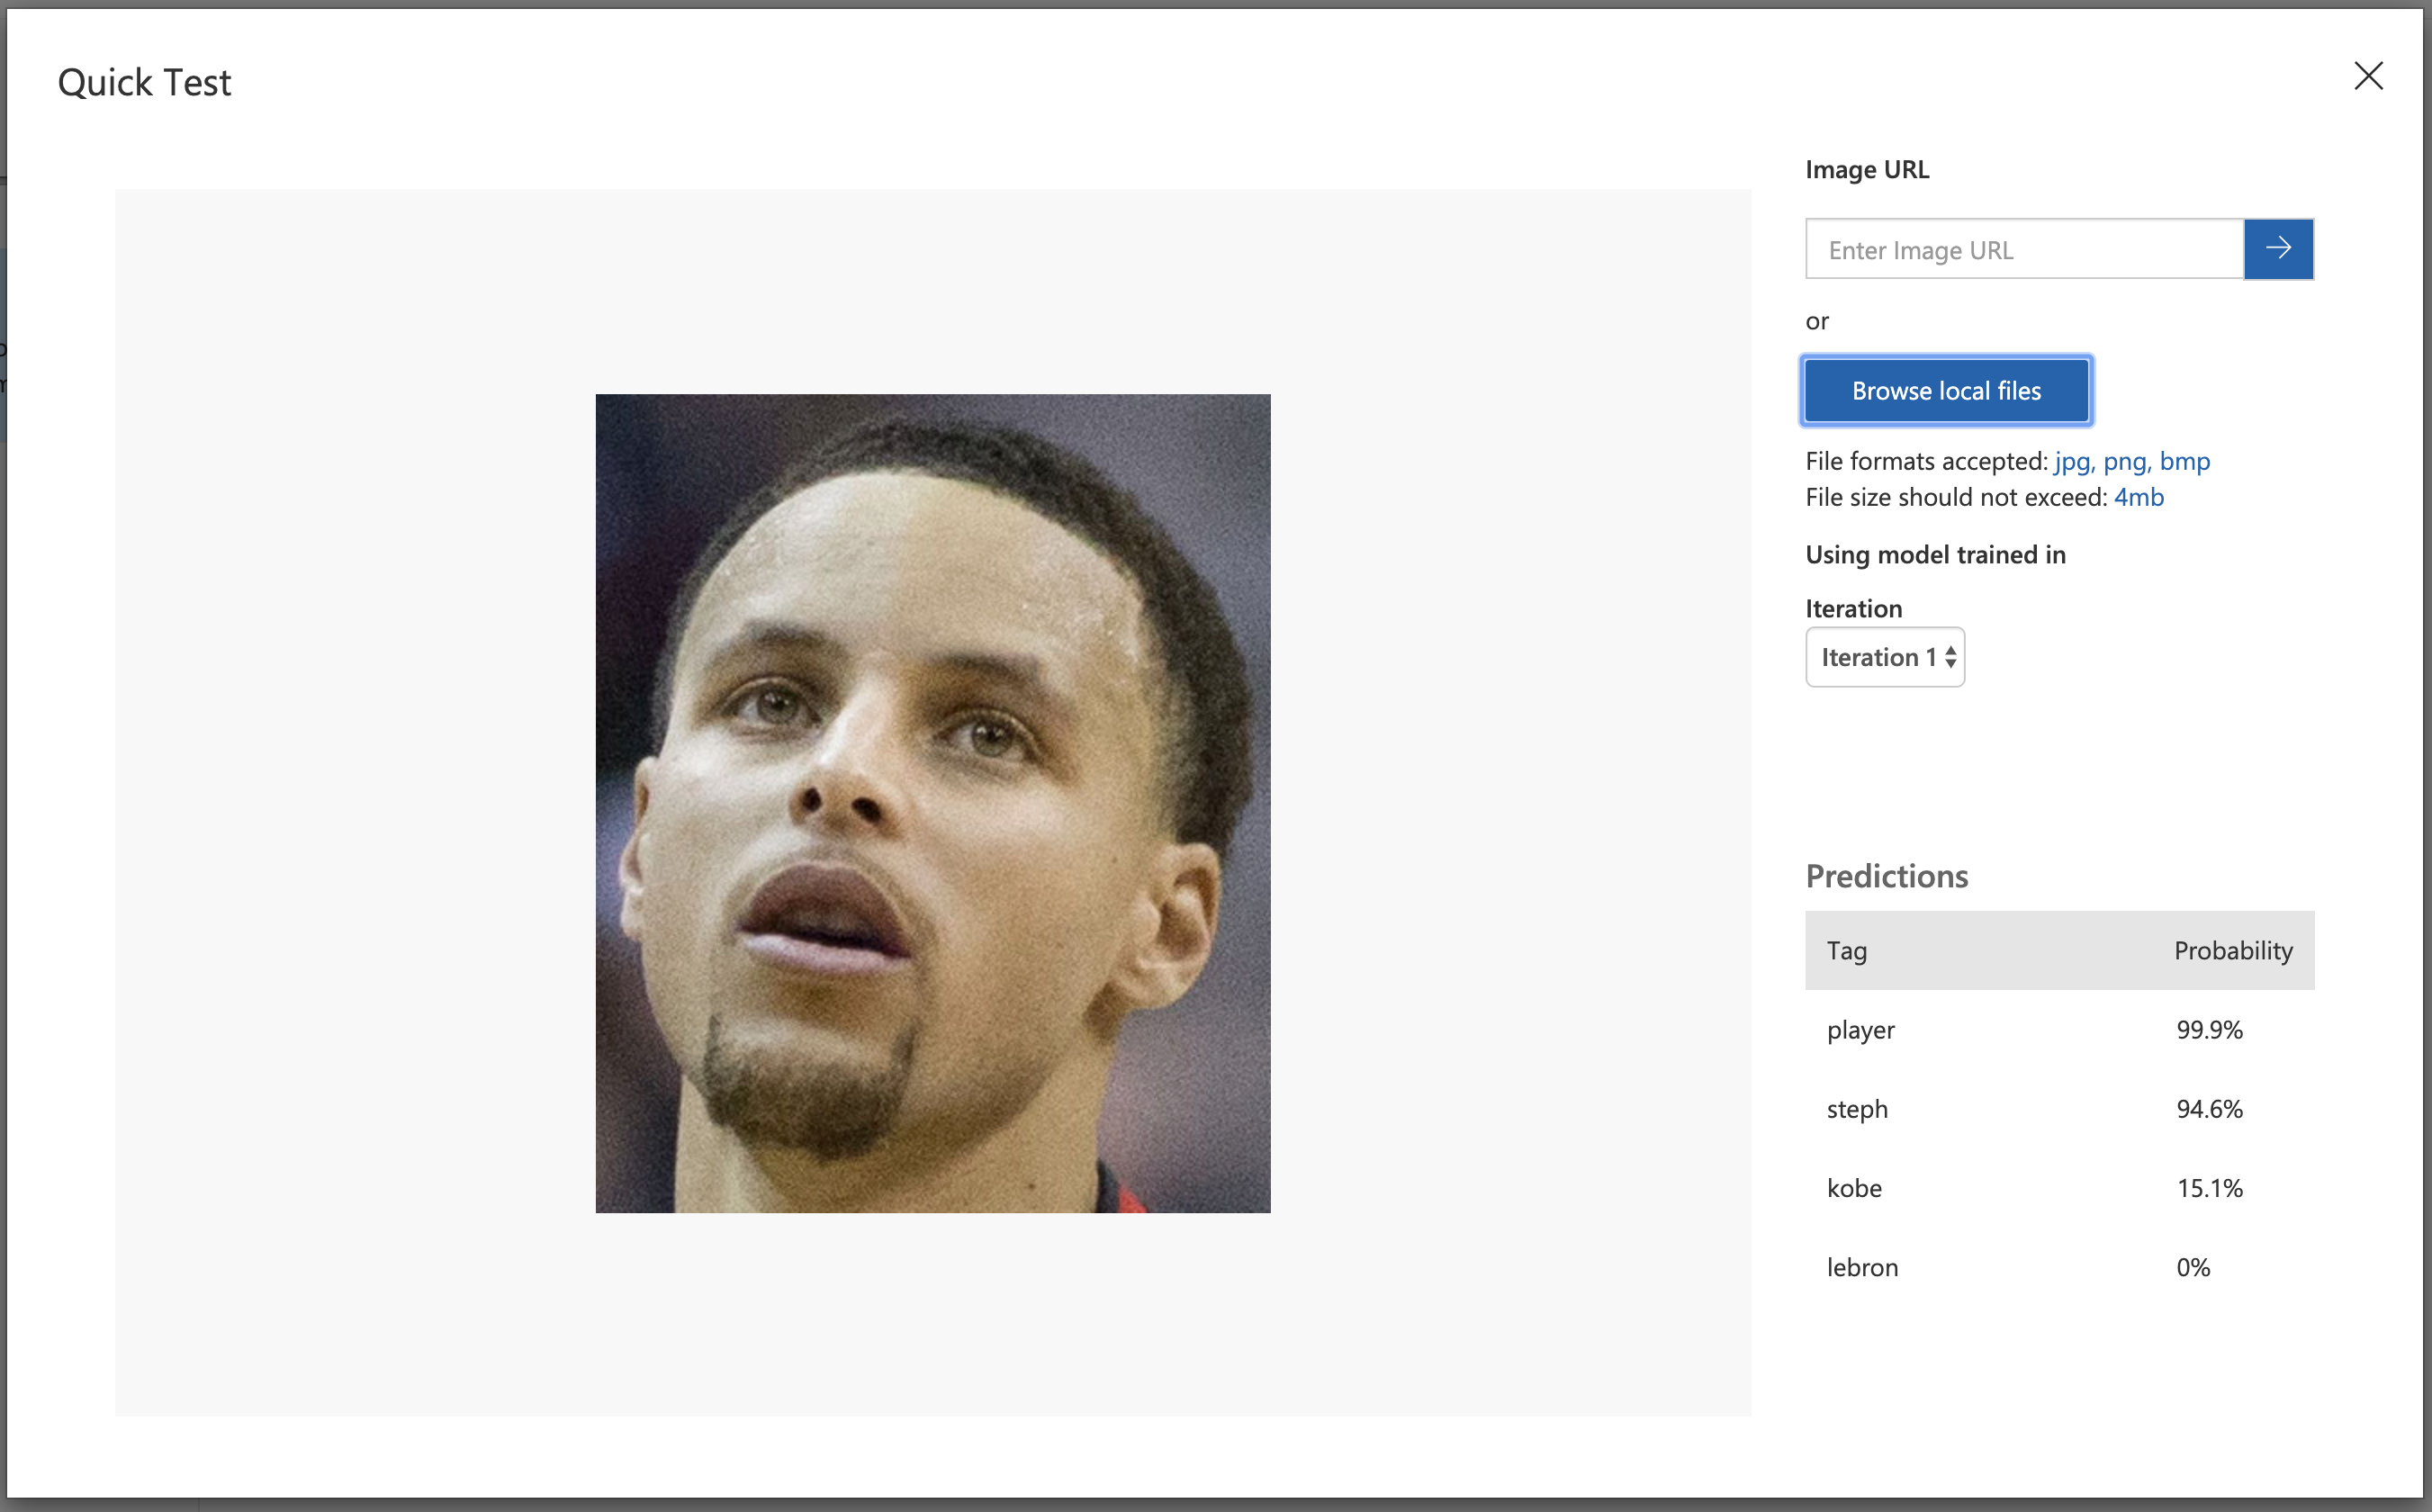 Quick Test
Image URL
Enter Image URL
or
Browse local files
File formats accepted: jpg, png, bmp
File size should not exceed: 4mb
Using model trained in
Iteration
Iteration 1
Predictions
Tag Probability
player 99.9%
steph 94.6%
kobe 15.1%
lebron 0%